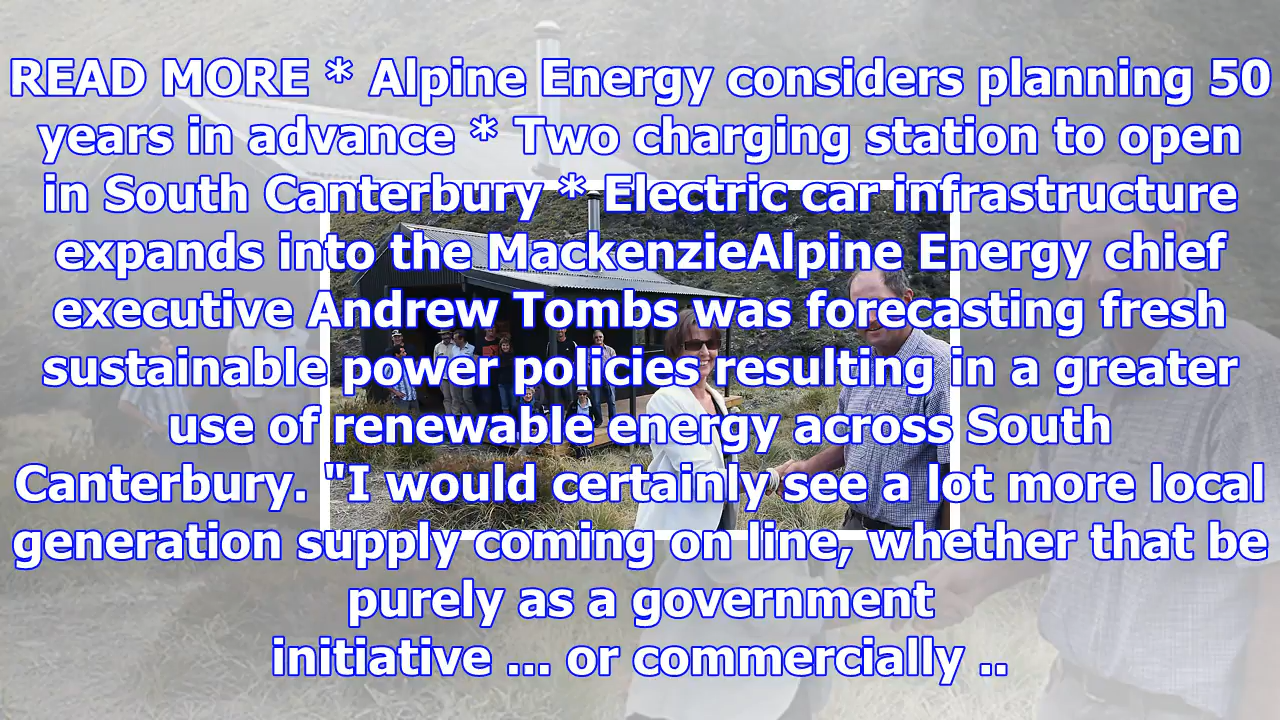 READ MORE * Alpine Energy considers planning 50
years in advance * Two charging station to open
in South Canterbury * Electric car infrastructure
expands into the MackenzieAlpine Energy chief
executive Andrew Tombs was forecasting fresh
sustainable power policies resulting in a greater
use of renewable energy across South
Canterbury. "I would certainly see a lot more local
generation supply coming on line, whether that be
purely as a government
initiative ... or commercially ..